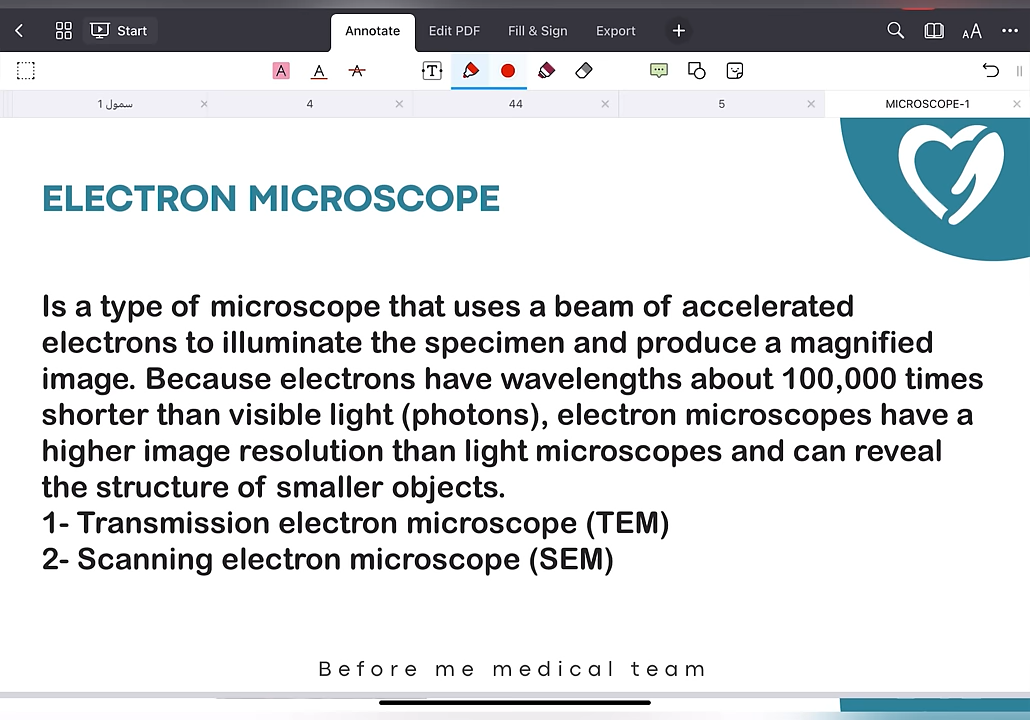 Start
Annotate
Edit PDF
Fill & Sign
Export
سمول 1
4
44
5
MICROSCOPE-1
ELECTRON MICROSCOPE
Is a type of microscope that uses a beam of accelerated
electrons to illuminate the specimen and produce a magnified
image. Because electrons have wavelengths about 100,000 times
shorter than visible light (photons), electron microscopes have a
higher image resolution than light microscopes and can reveal
the structure of smaller objects.
1- Transmission electron microscope (TEM)
2- Scanning electron microscope (SEM)
Before me medical team